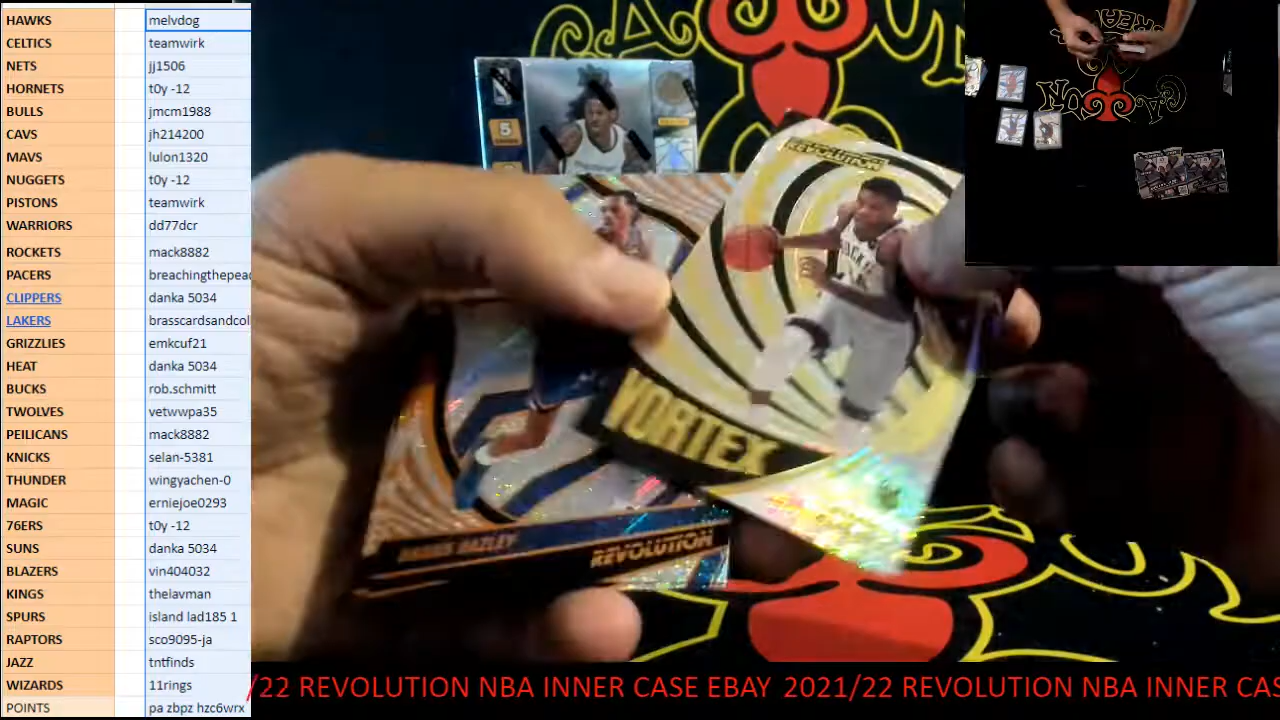 HAWKS melvdog
CELTICS teamwirk
NETS jj1506
HORNETS t0y -12
BULLS jmcm1988
CAVS jh214200
MAVS lulon1320
NUGGETS t0y -12
PISTONS teamwirk
WARRIORS dd77dcr
ROCKETS mack8882
PACERS breachingthepeac
CLIPPERS danka 5034
LAKERS brasscardsandcol
GRIZZLIES emkcuf21
HEAT danka 5034
BUCKS rob.schmitt
TWOLVES vetwwpa35
PEILICANS mack8882
KNICKS selan-5381
THUNDER wingyachen-0
MAGIC erniejoe0293
76ERS t0y -12
SUNS danka 5034
BLAZERS vin404032
KINGS thelavman
SPURS island lad185 1
RAPTORS sco9095-ja
JAZZ tntfinds
WIZARDS 11rings
POINTS pa zbpz hzc6wrx
5
REVOLUTION
BUCKS
VORTEX
BAZLEY
REVOLUTION
/22 REVOLUTION NBA INNER CASE EBAY 2021/22 REVOLUTION NBA INNER CAS